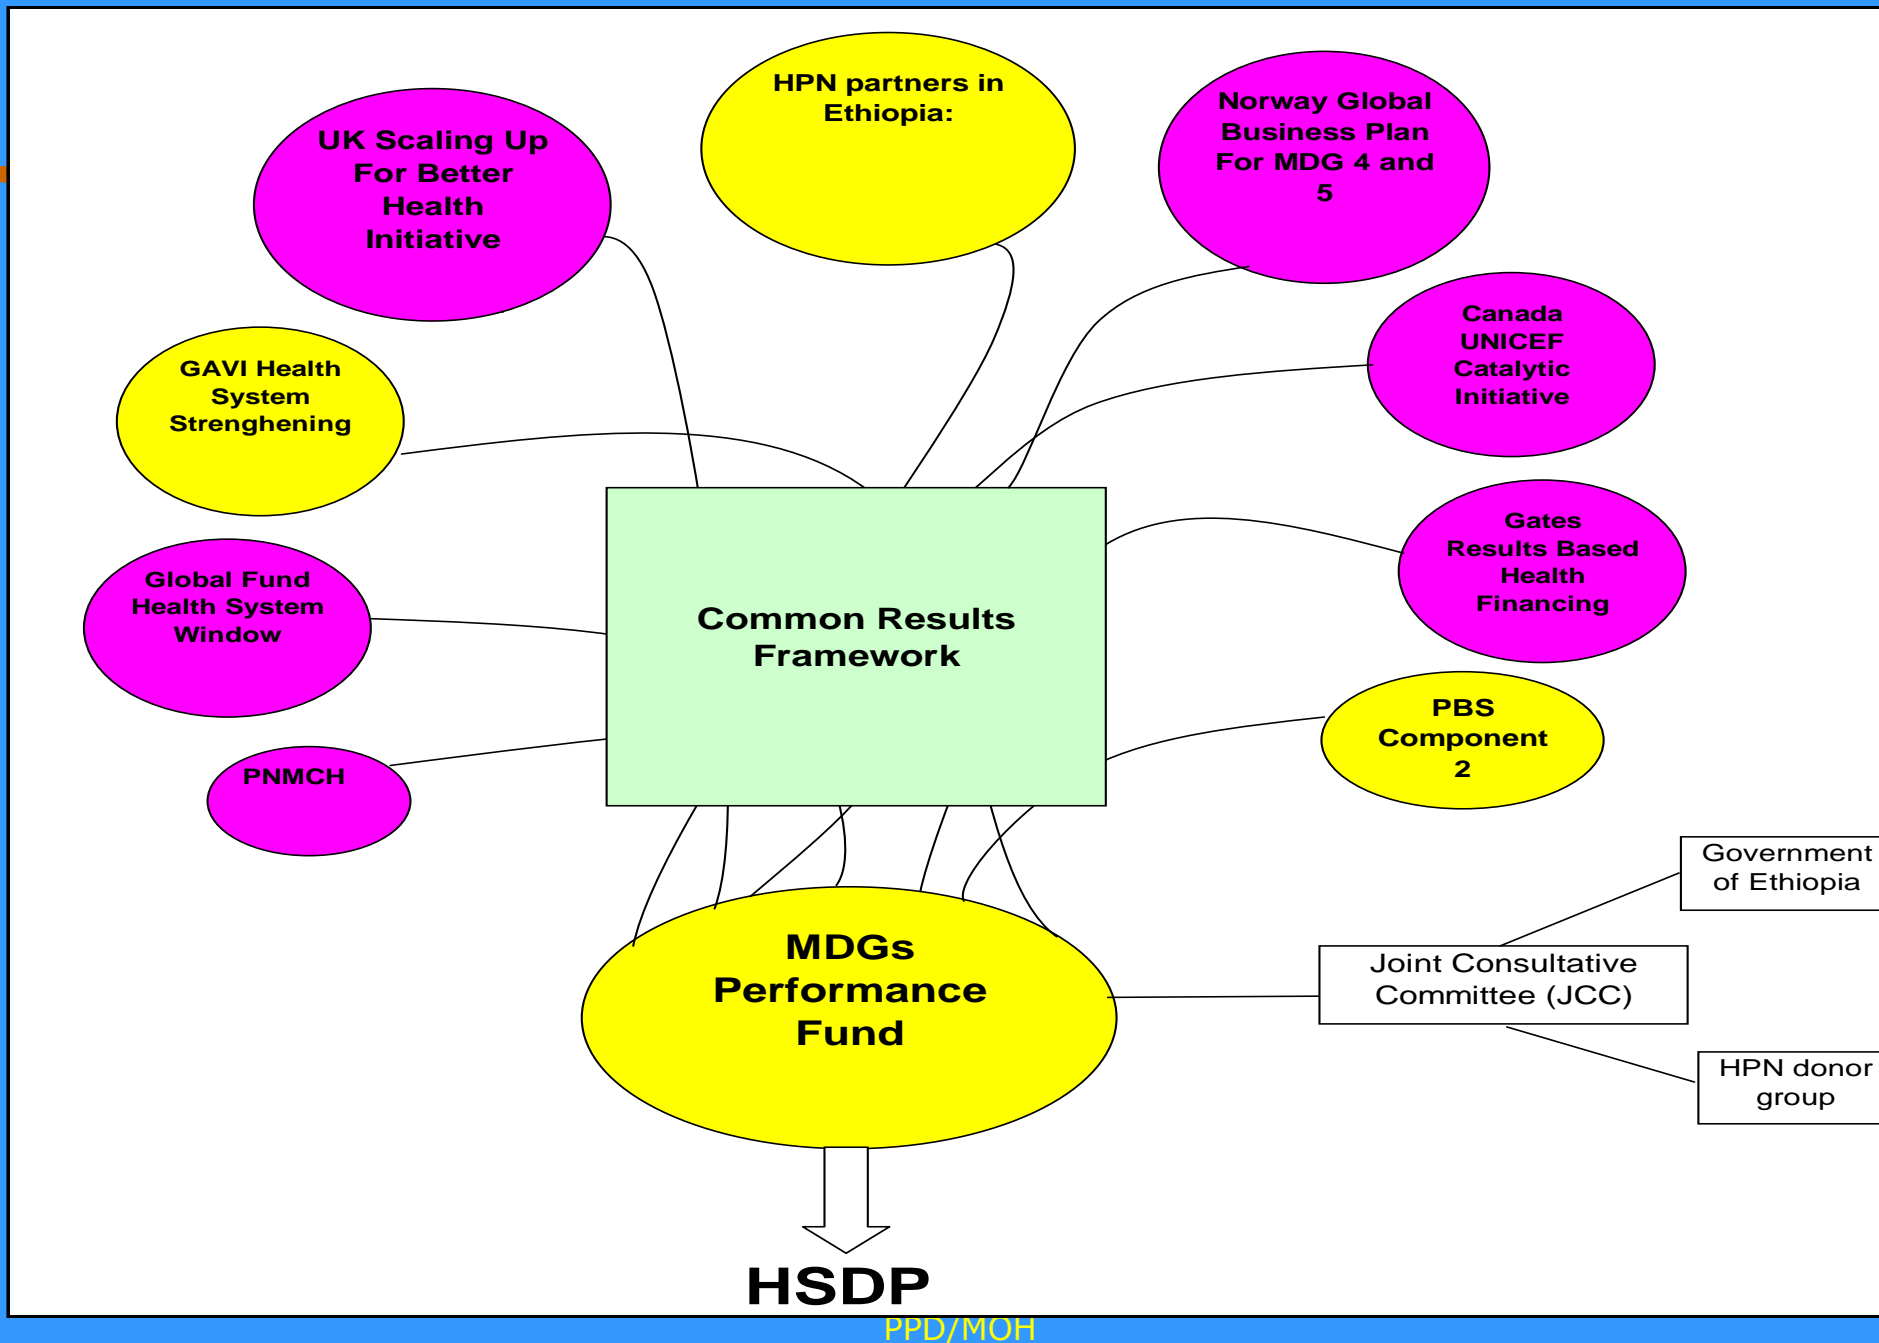 HPN partners in
Ethiopia:
Norway Global
Business Plan
For MDG 4 and
5
UK Scaling Up
For Better
Health
Initiative
Canada
UNICEF
Catalytic
Initiative
GAVI Health
System
Strenghening
Gates
Results Based
Health
Financing
Global Fund
Health System
Window
Common Results
Framework
PBS
Component
2
PNMCH
Government
of Ethiopia
MDGs
Performance
Fund
Joint Consultative
Committee (JCC)
HPN donor
group
HSDP
PPD/MOH